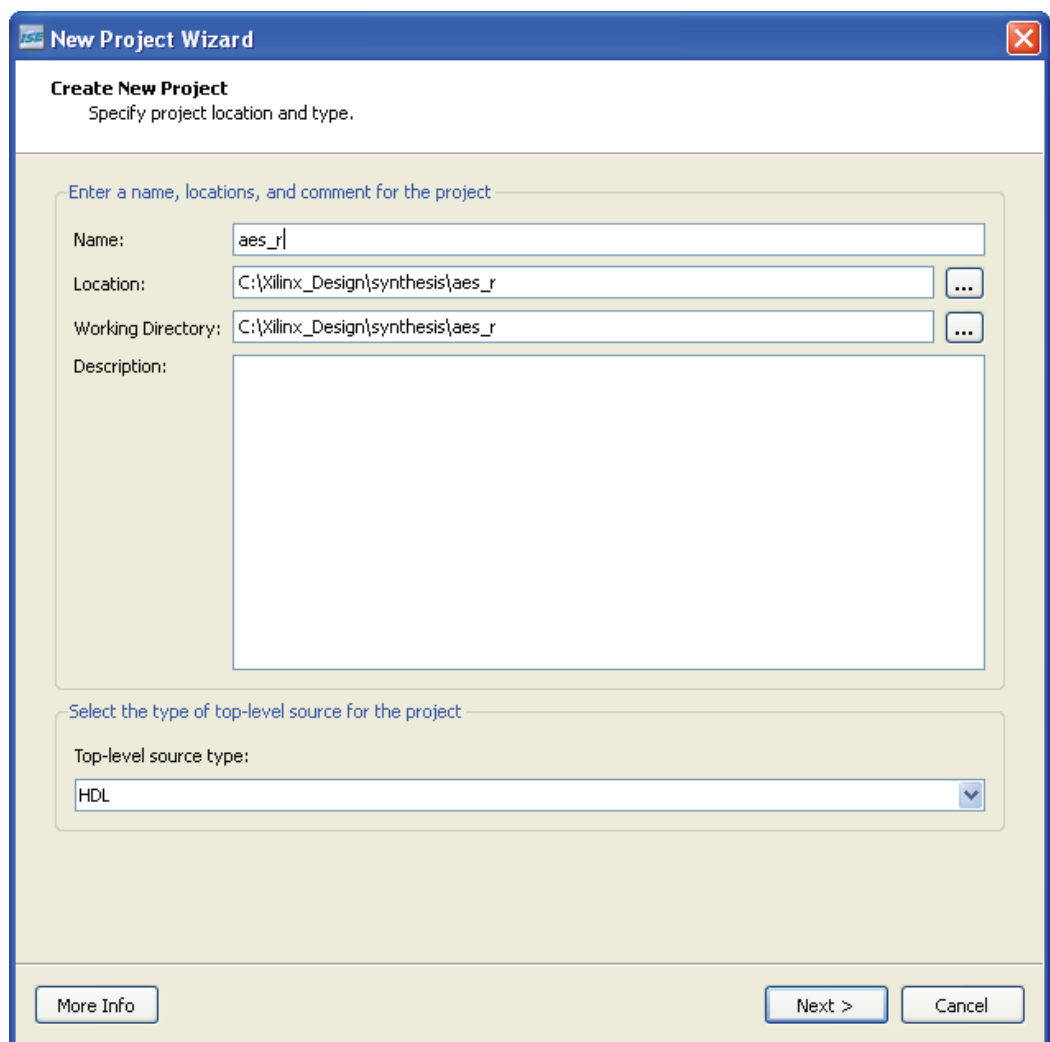 ISE New Project Wizard
Create New Project
Specify project location and type.
Enter a name, locations, and comment for the project
Name: aes_r
Location: C:\Xilinx_Design\synthesis\aes_r ...
Working Directory: C:\Xilinx_Design\synthesis\aes_r ...
Description:
Select the type of top-level source for the project
Top-level source type:
HDL
More Info Next > Cancel